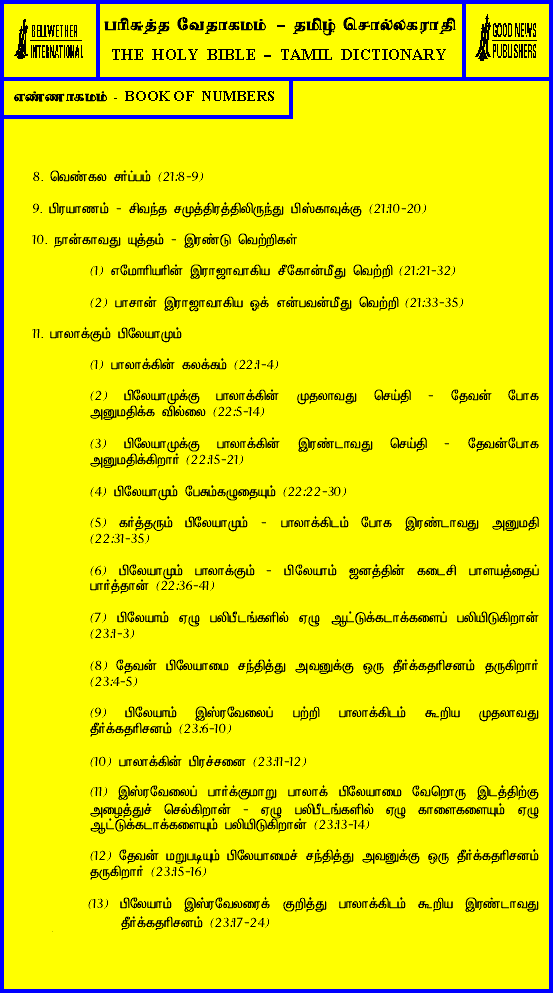 BELLWETHER
INTERNATIONAL
பரிசுத்த வேதாகமம் – தமிழ் சொல்லகராதி
THE HOLY BIBLE – TAMIL DICTIONARY
GOOD NEWS
PUBLISHERS
எண்ணாகமம் - BOOK OF NUMBERS
8. வெண்கல சர்ப்பம் (21:8-9)
9. பிரயாணம் - சிவந்த சமுத்திரத்திலிருந்து பிஸ்காவுக்கு (21:10-20)
10. நான்காவது யுத்தம் - இரண்டு வெற்றிகள்
(1) எமோரியரின் இராஜாவாகிய சீகோன்மீது வெற்றி (21:21-32)
(2) பாசான் இராஜாவாகிய ஓக் என்பவன்மீது வெற்றி (21:33-35)
11. பாலாக்கும் பிலேயாமும்
(1) பாலாக்கின் கலக்கம் (22:1-4)
(2) பிலேயாமுக்கு பாலாக்கின் முதலாவது செய்தி - தேவன் போக
அனுமதிக்க வில்லை (22:5-14)
(3) பிலேயாமுக்கு பாலாக்கின் இரண்டாவது செய்தி - தேவன்போக
அனுமதிக்கிறார் (22:15-21)
(4) பிலேயாமும் பேசும்கழுதையும் (22:22-30)
(5) கர்த்தரும் பிலேயாமும் - பாலாக்கிடம் போக இரண்டாவது அனுமதி
(22:31-35)
(6) பிலேயாமும் பாலாக்கும் - பிலேயாம் ஜனத்தின் கடைசி பாளயத்தைப்
பார்த்தான் (22:36-41)
(7) பிலேயாம் ஏழு பலிபீடங்களில் ஏழு ஆட்டுக்கடாக்களைப் பலியிடுகிறான்
(23:1-3)
(8) தேவன் பிலேயாமை சந்தித்து அவனுக்கு ஒரு தீர்க்கதரிசனம் தருகிறார்
(23:4-5)
(9) பிலேயாம் இஸ்ரவேலைப் பற்றி பாலாக்கிடம் கூறிய முதலாவது
தீர்க்கதரிசனம் (23:6-10)
(10) பாலாக்கின் பிரச்சனை (23:11-12)
(11) இஸ்ரவேலைப் பார்க்குமாறு பாலாக் பிலேயாமை வேறொரு இடத்திற்கு
அழைத்துச் செல்கிறான் - ஏழு பலிபீடங்களில் ஏழு காளைகளையும் ஏழு
ஆட்டுக்கடாக்களையும் பலியிடுகிறான் (23:13-14)
(12) தேவன் மறுபடியும் பிலேயாமைச் சந்தித்து அவனுக்கு ஒரு தீர்க்கதரிசனம்
தருகிறார் (23:15-16)
(13) பிலேயாம் இஸ்ரவேலரைக் குறித்து பாலாக்கிடம் கூறிய இரண்டாவது
தீர்க்கதரிசனம் (23:17-24)